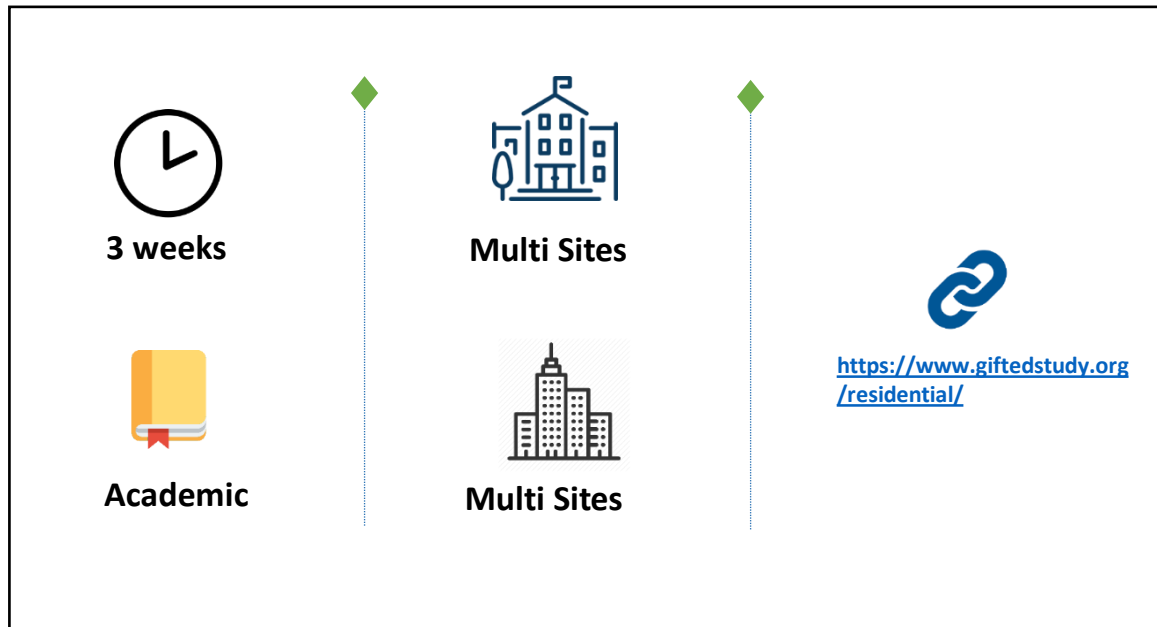 3 weeks
Academic
Multi Sites
Multi Sites
https://www.giftedstudy.org
/residential/